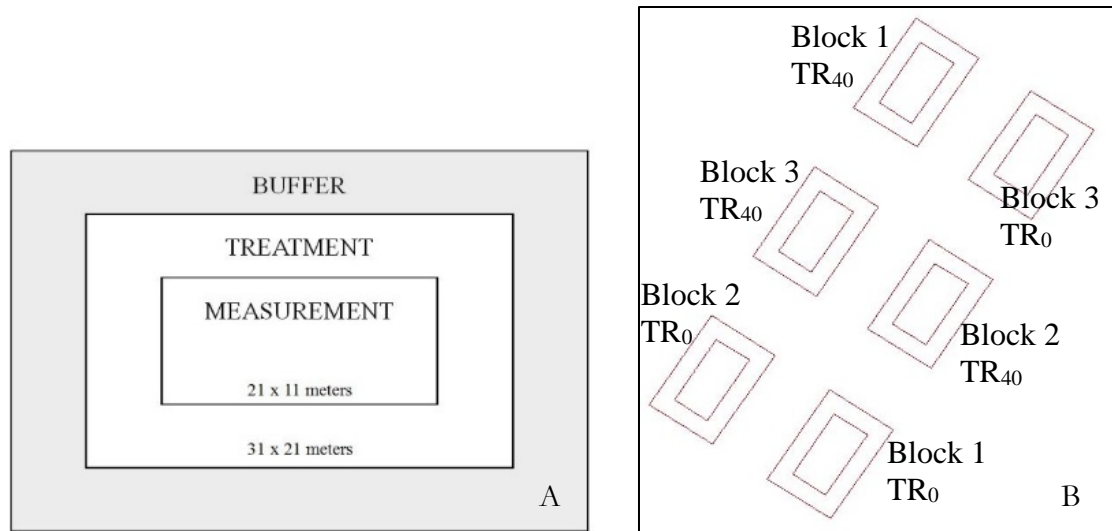 BUFFER
TREATMENT
MEASUREMENT
21 x 11 meters
31 x 21 meters
A
Block 1
TR₄₀
Block 3
TR₀
Block 3
TR₄₀
Block 2
TR₀
Block 2
TR₄₀
Block 1
TR₀
B